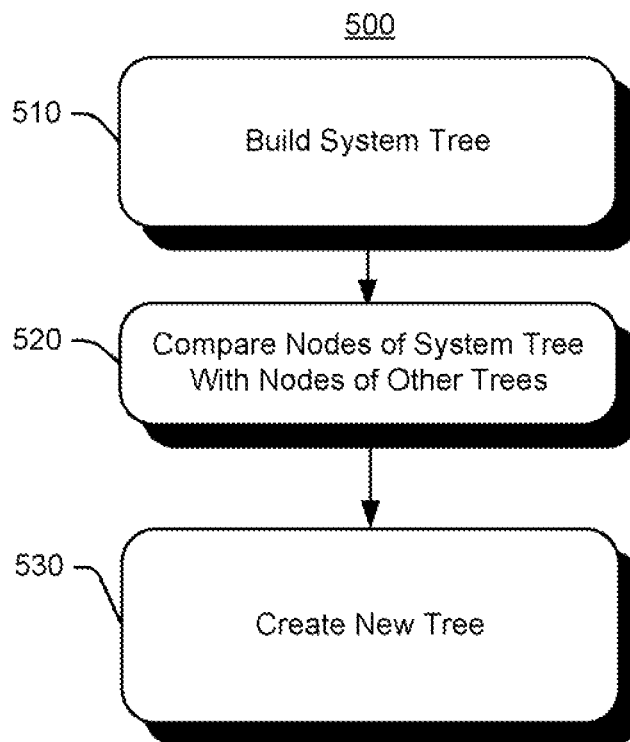 500
510
Build System Tree
520
Compare Nodes of System Tree
With Nodes of Other Trees
530
Create New Tree